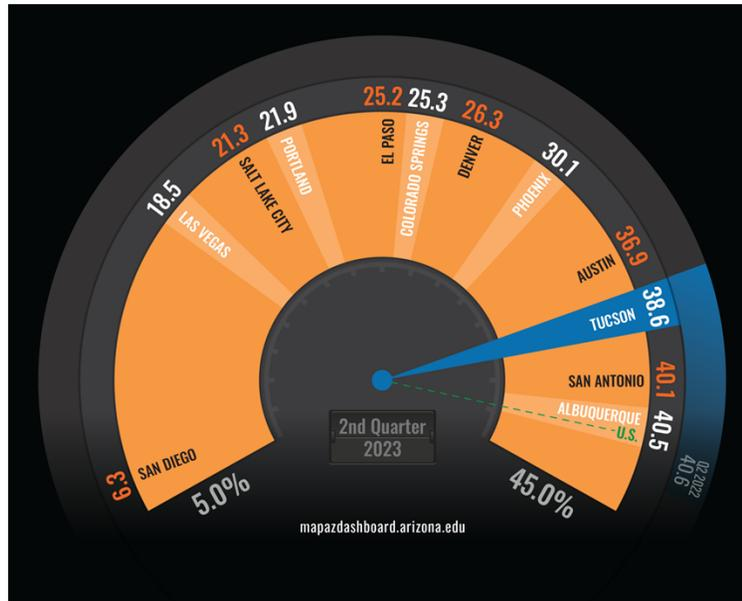 6.3
SAN DIEGO
18.5
LAS VEGAS
21.3
SALT LAKE CITY
21.9
PORTLAND
25.2
EL PASO
25.3
COLORADO SPRINGS
26.3
DENVER
30.1
PHOENIX
36.9
AUSTIN
38.6
TUCSON
40.1
SAN ANTONIO
40.5
ALBUQUERQUE
U.S.
Q2 2022
40.6
5.0%
45.0%
2nd Quarter
2023
mapazdashboard.arizona.edu